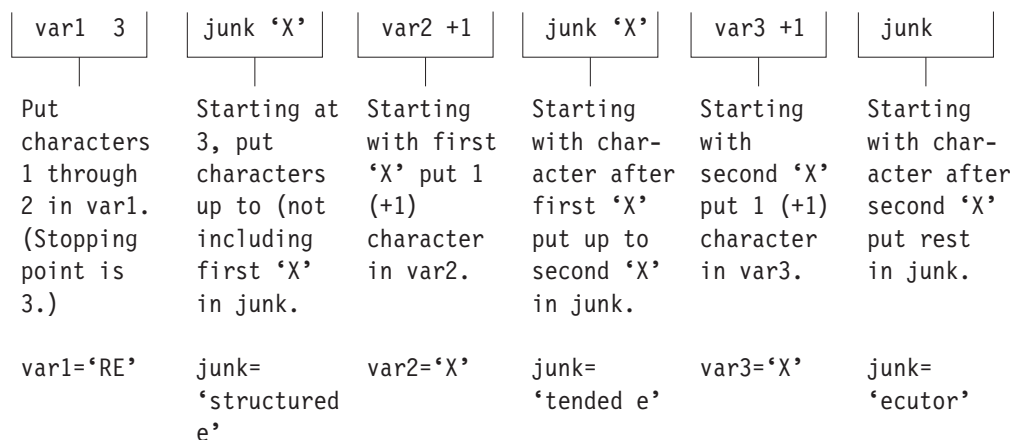 var1 3
junk ‘X’
var2 +1
junk ‘X’
var3 +1
junk
Put
characters
1 through
2 in var1.
(Stopping
point is
3.)
Starting at
3, put
characters
up to (not
including
first ‘X’
in junk.
Starting
with first
‘X’ put 1
(+1)
character
in var2.
Starting
with char-
acter after
first ‘X’
put up to
second ‘X’
in junk.
Starting
with
second ‘X’
put 1 (+1)
character
in var3.
Starting
with char-
acter after
second ‘X’
put rest
in junk.
var1=‘RE’
junk=
‘structured
e’
var2=‘X’
junk=
‘tended e’
var3=‘X’
junk=
‘ecutor’